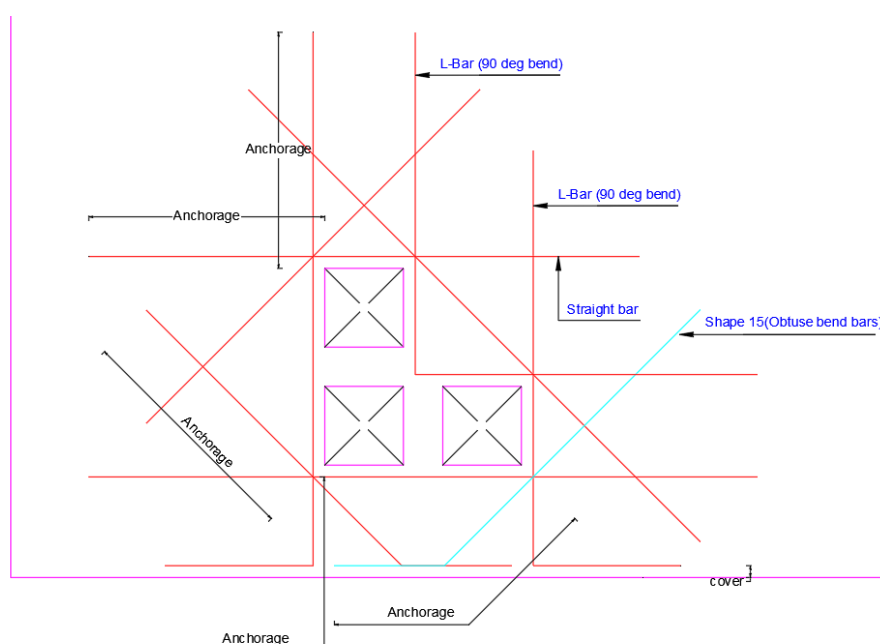 L-Bar (90 deg bend)
Anchorage
L-Bar (90 deg bend)
Anchorage
Straight bar
Shape 15(Obtuse bend bars)
Anchorage
cover
Anchorage
Anchorage